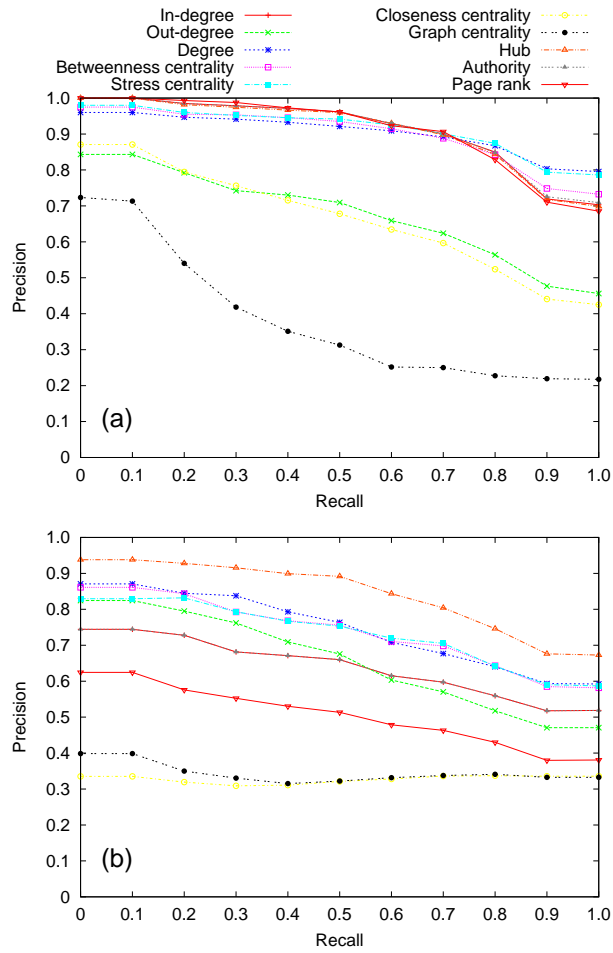 In-degree
Out-degree
Degree
Betweenness centrality
Stress centrality
Closeness centrality
Graph centrality
Hub
Authority
Page rank
1.0
0.9
0.8
0.7
0.6
0.5
0.4
0.3
0.2
0.1
0
Precision
(a)
0 0.1 0.2 0.3 0.4 0.5 0.6 0.7 0.8 0.9 1.0
Recall
1.0
0.9
0.8
0.7
0.6
0.5
0.4
0.3
0.2
0.1
0
Precision
(b)
0 0.1 0.2 0.3 0.4 0.5 0.6 0.7 0.8 0.9 1.0
Recall